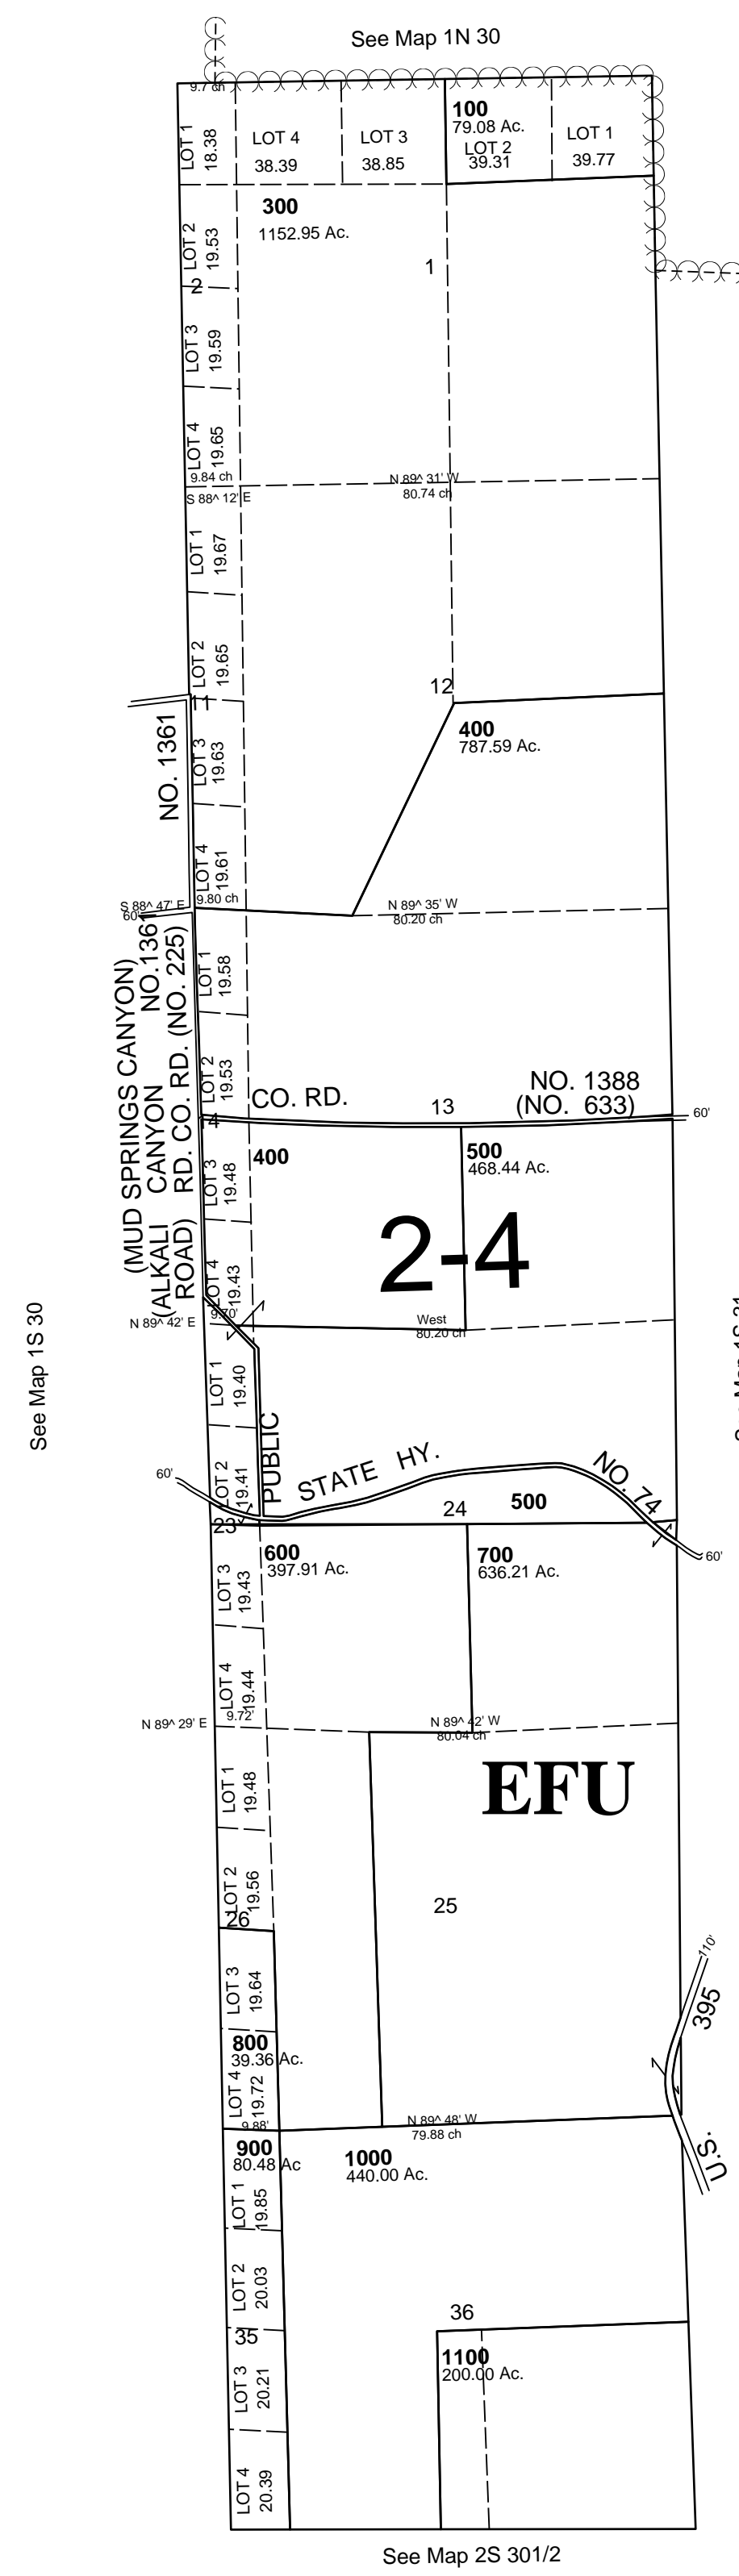 See Map 1N 30
9.7 ch
LOT 1
18.38
LOT 4
38.39
LOT 3
38.85
100
79.08 Ac.
LOT 2
39.31
LOT 1
39.77
300
1152.95 Ac.
LOT 2
19.53
1
2
LOT 3
19.59
LOT 4
19.65
9.84 ch
S 88^ 12' E
N 89^ 31' W
80.74 ch
LOT 1
19.67
LOT 2
19.65
12
11
400
787.59 Ac.
NO. 1361
LOT 3
19.63
LOT 4
19.61
9.80 ch
S 88^ 47' E
60'
N 89^ 35' W
80.20 ch
LOT 1
19.58
LOT 2
19.53
(MUD SPRINGS CANYON)
NO.1361
(ALKALI CANYON
ROAD) RD. CO. RD. (NO. 225)
CO. RD.
13
NO. 1388
(NO. 633)
60'
14
400
500
468.44 Ac.
LOT 3
19.48
2-4
LOT 4
19.43
9.70'
N 89^ 42' E
West
80.20 ch
See Map 1S 30
LOT 1
19.40
PUBLIC
STATE HY.
NO. 74
60'
LOT 2
19.41
24
500
23
60'
600
397.91 Ac.
700
636.21 Ac.
LOT 3
19.43
LOT 4
19.44
9.72'
N 89^ 29' E
N 89^ 42' W
80.04 ch
EFU
LOT 1
19.48
LOT 2
19.56
25
26
LOT 3
19.64
110'
395
U.S.
800
39.36 Ac.
LOT 4
19.72
9.88'
N 89^ 48' W
79.88 ch
900
80.48 Ac
1000
440.00 Ac.
LOT 1
19.85
LOT 2
20.03
36
35
1100
200.00 Ac.
LOT 3
20.21
LOT 4
20.39
See Map 2S 301/2